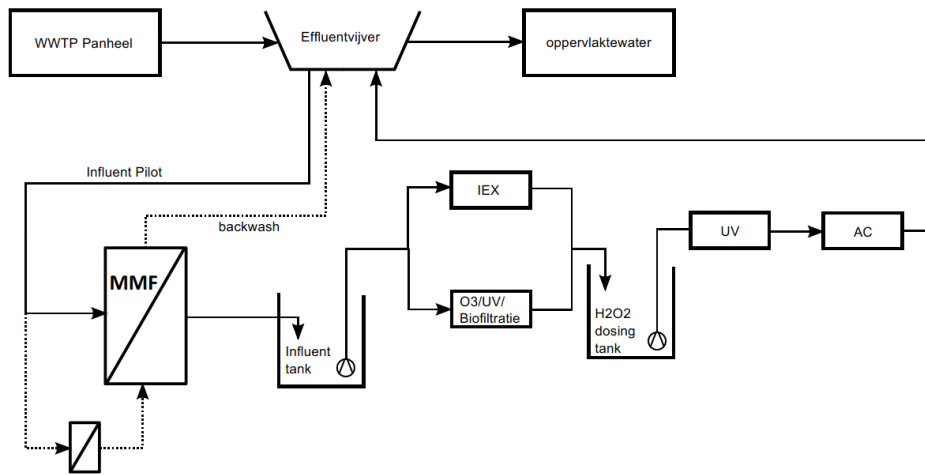 WWTP Panheel
Effluentvijver
oppervlaktewater
Influent Pilot
backwash
MMF
IEX
O3/UV/
Biofiltratie
Influent
tank
H2O2
dosing
tank
UV
AC